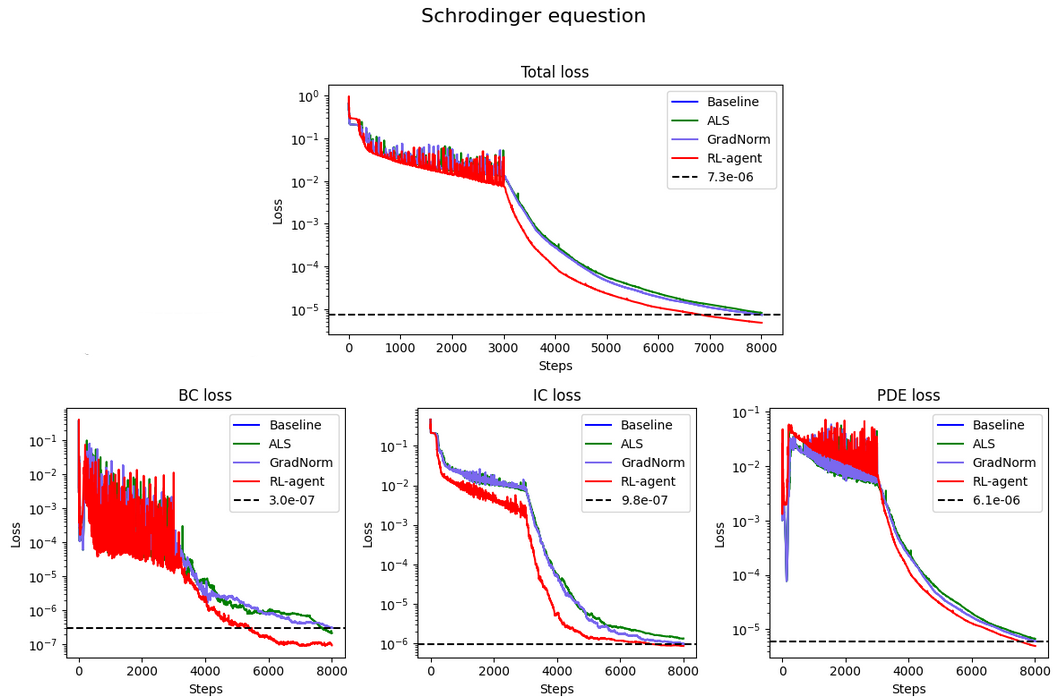 Schrodinger equestion
Total loss
Loss
10⁰
10⁻¹
10⁻²
10⁻³
10⁻⁴
10⁻⁵
Baseline
ALS
GradNorm
RL-agent
7.3e-06
0 1000 2000 3000 4000 5000 6000 7000 8000
Steps
BC loss
Loss
10⁻¹
10⁻²
10⁻³
10⁻⁴
10⁻⁵
10⁻⁶
10⁻⁷
Baseline
ALS
GradNorm
RL-agent
3.0e-07
0 2000 4000 6000 8000
Steps
IC loss
Loss
10⁻¹
10⁻²
10⁻³
10⁻⁴
10⁻⁵
10⁻⁶
Baseline
ALS
GradNorm
RL-agent
9.8e-07
0 2000 4000 6000 8000
Steps
PDE loss
Loss
10⁻¹
10⁻²
10⁻³
10⁻⁴
10⁻⁵
Baseline
ALS
GradNorm
RL-agent
6.1e-06
0 2000 4000 6000 8000
Steps